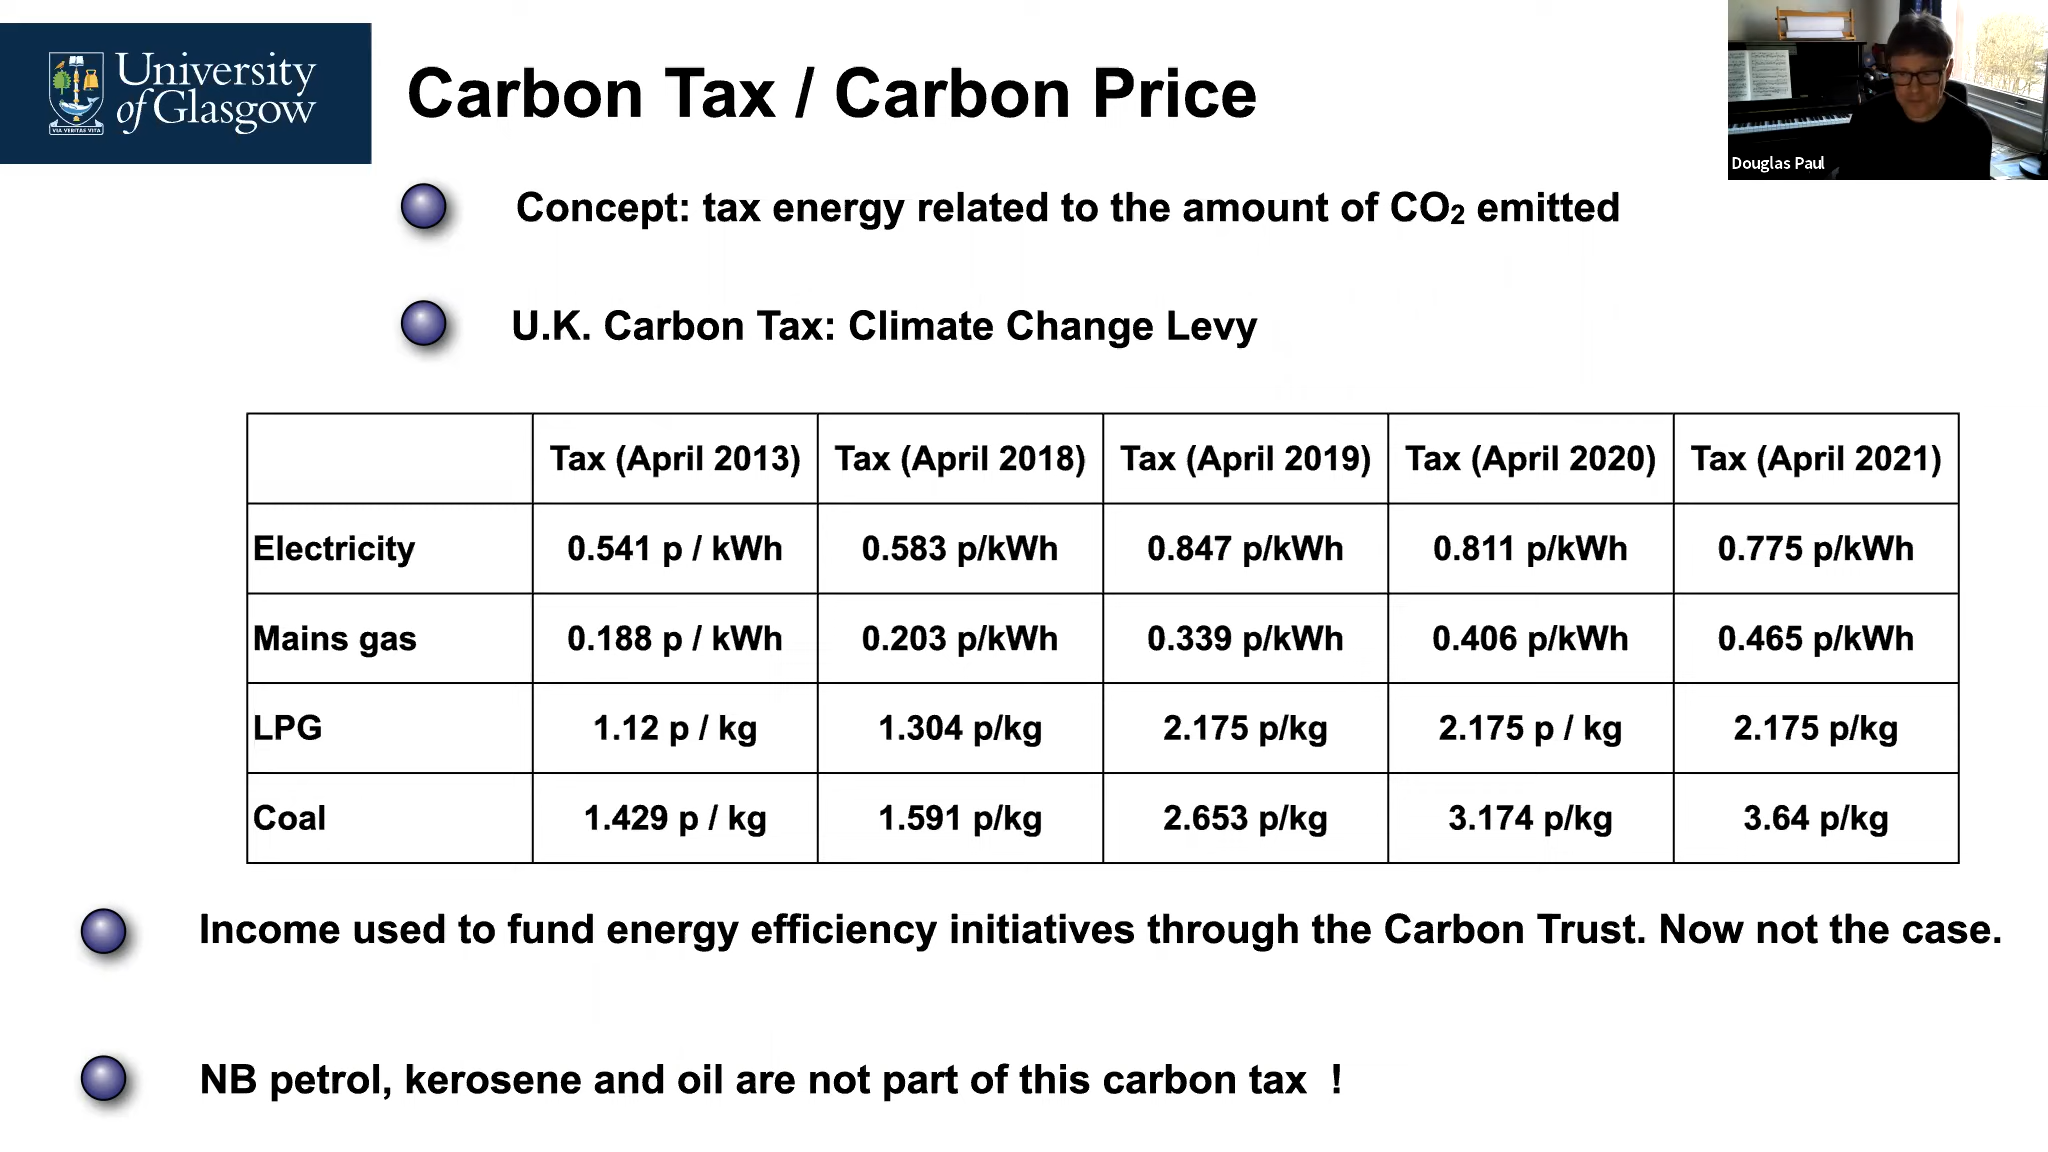 University
of Glasgow
VIA VERITAS VITA
Carbon Tax / Carbon Price
Douglas Paul
Concept: tax energy related to the amount of CO₂ emitted
U.K. Carbon Tax: Climate Change Levy
Tax (April 2013) Tax (April 2018) Tax (April 2019) Tax (April 2020) Tax (April 2021)
Electricity 0.541 p / kWh 0.583 p/kWh 0.847 p/kWh 0.811 p/kWh 0.775 p/kWh
Mains gas 0.188 p / kWh 0.203 p/kWh 0.339 p/kWh 0.406 p/kWh 0.465 p/kWh
LPG 1.12 p / kg 1.304 p/kg 2.175 p/kg 2.175 p / kg 2.175 p/kg
Coal 1.429 p / kg 1.591 p/kg 2.653 p/kg 3.174 p/kg 3.64 p/kg
Income used to fund energy efficiency initiatives through the Carbon Trust. Now not the case.
NB petrol, kerosene and oil are not part of this carbon tax !